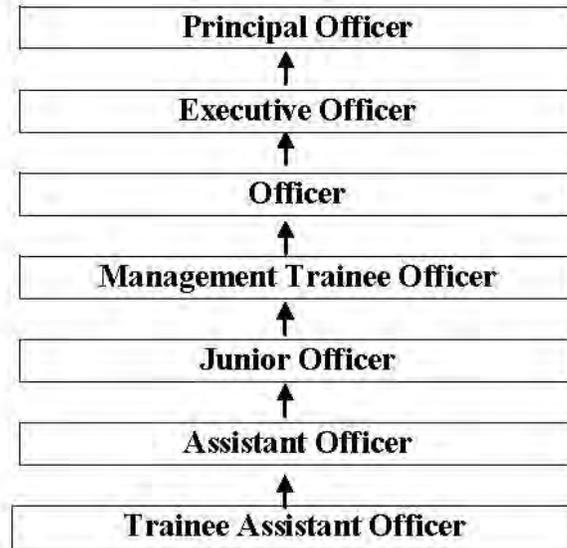 Principal Officer
Executive Officer
Officer
Management Trainee Officer
Junior Officer
Assistant Officer
Trainee Assistant Officer